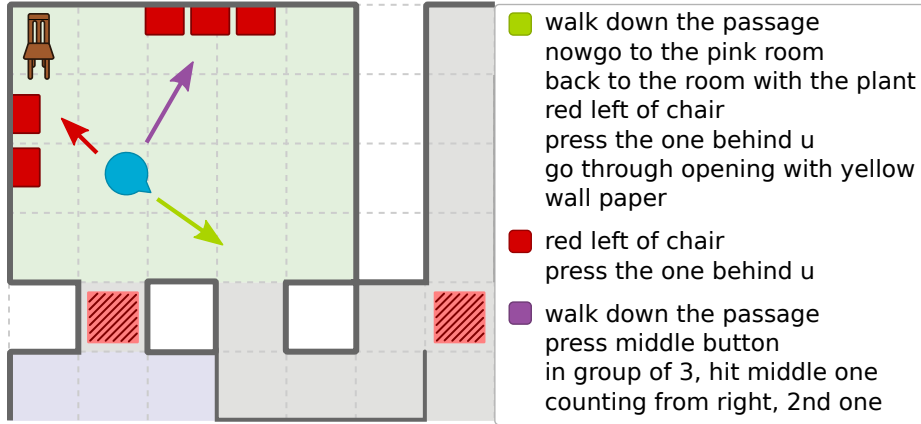 walk down the passage
nowgo to the pink room
back to the room with the plant
red left of chair
press the one behind u
go through opening with yellow
wall paper
red left of chair
press the one behind u
walk down the passage
press middle button
in group of 3, hit middle one
counting from right, 2nd one